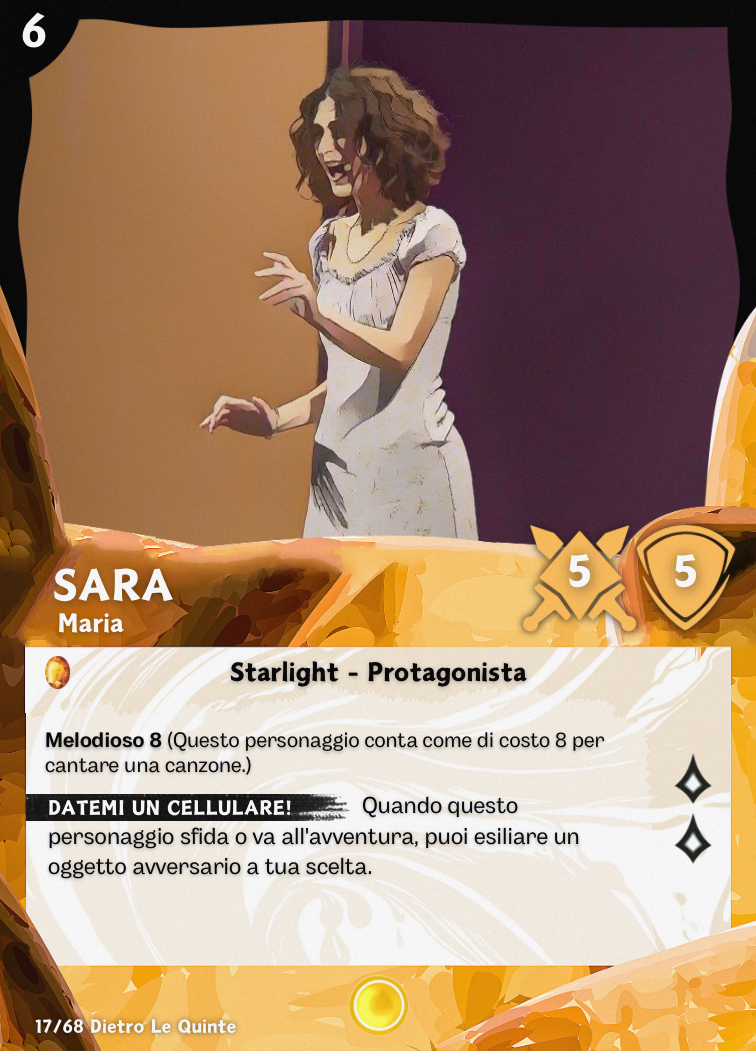 6
SARA
Maria
5
5
Starlight - Protagonista
Melodioso 8 (Questo personaggio conta come di costo 8 per
cantare una canzone.)
DATEMI UN CELLULARE! Quando questo
personaggio sfida o va all'avventura, puoi esiliare un
oggetto avversario a tua scelta.
17/68 Dietro Le Quinte